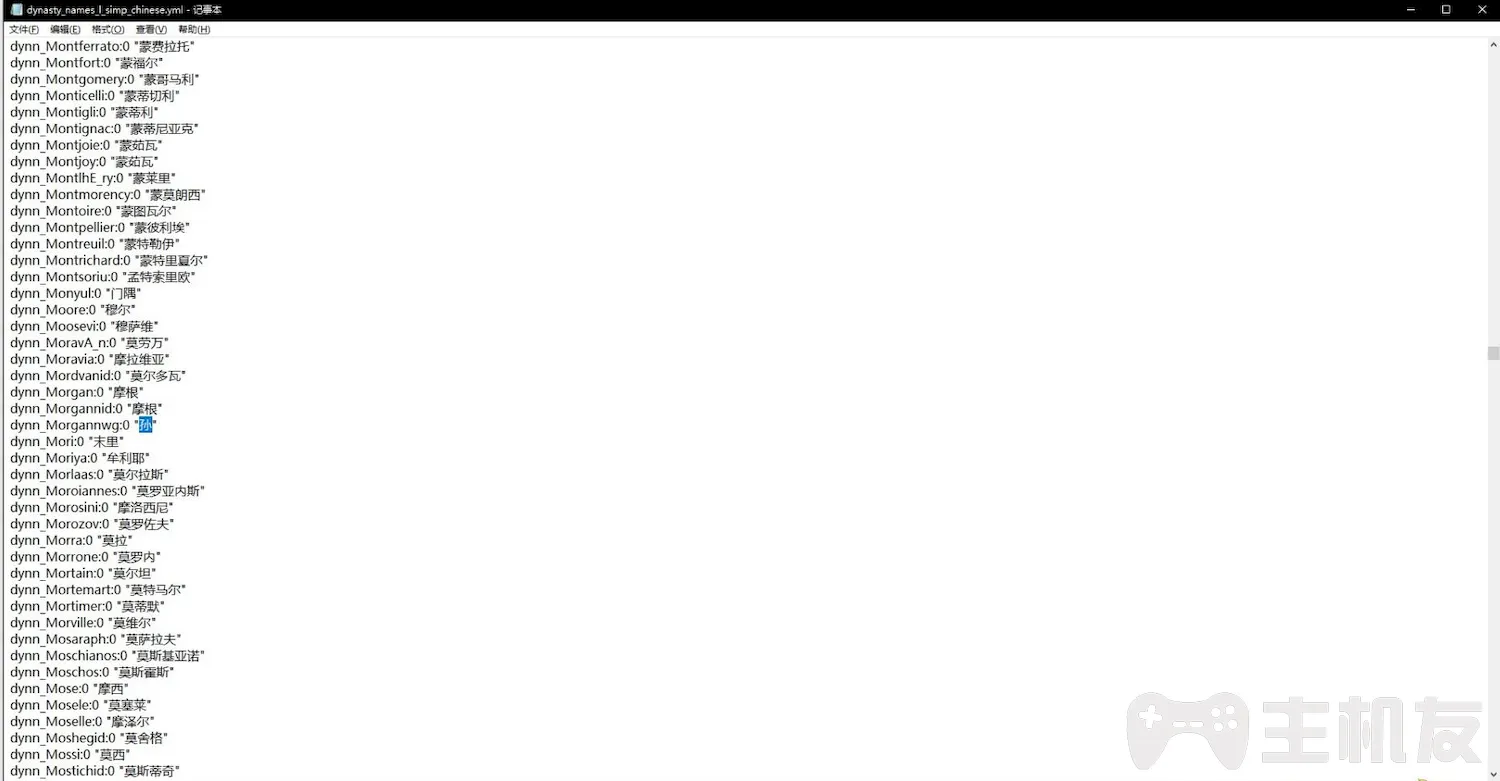 dynasty_names_l_simp_chinese.yml - 记事本
文件(F) 编辑(E) 格式(O) 查看(V) 帮助(H)
dynn_Montferrato:0 "蒙费拉托"
dynn_Montfort:0 "蒙福尔"
dynn_Montgomery:0 "蒙哥马利"
dynn_Monticelli:0 "蒙蒂切利"
dynn_Montigli:0 "蒙蒂利"
dynn_Montignac:0 "蒙蒂尼亚克"
dynn_Montjoie:0 "蒙茹瓦"
dynn_Montjoy:0 "蒙茹瓦"
dynn_MontlhE_ry:0 "蒙莱里"
dynn_Montmorency:0 "蒙莫朗西"
dynn_Montoire:0 "蒙图瓦尔"
dynn_Montpellier:0 "蒙彼利埃"
dynn_Montreuil:0 "蒙特勒伊"
dynn_Montrichard:0 "蒙特里夏尔"
dynn_Montsoriu:0 "孟特索里欧"
dynn_Monyul:0 "门隅"
dynn_Moore:0 "穆尔"
dynn_Moosevi:0 "穆萨维"
dynn_MoravA_n:0 "莫劳万"
dynn_Moravia:0 "摩拉维亚"
dynn_Mordvanid:0 "莫尔多瓦"
dynn_Morgan:0 "摩根"
dynn_Morgannid:0 "摩根"
dynn_Morgannwg:0 "孙"
dynn_Mori:0 "末里"
dynn_Moriya:0 "牟利耶"
dynn_Morlaas:0 "莫尔拉斯"
dynn_Moroiannes:0 "莫罗亚内斯"
dynn_Morosini:0 "摩洛西尼"
dynn_Morozov:0 "莫罗佐夫"
dynn_Morra:0 "莫拉"
dynn_Morrone:0 "莫罗内"
dynn_Mortain:0 "莫尔坦"
dynn_Mortemart:0 "莫特马尔"
dynn_Mortimer:0 "莫蒂默"
dynn_Morville:0 "莫维尔"
dynn_Mosaraph:0 "莫萨拉夫"
dynn_Moschianos:0 "莫斯基亚诺"
dynn_Moschos:0 "莫斯霍斯"
dynn_Mose:0 "摩西"
dynn_Mosele:0 "莫塞莱"
dynn_Moselle:0 "摩泽尔"
dynn_Moshegid:0 "莫舍格"
dynn_Mossi:0 "莫西"
dynn_Mostichid:0 "莫斯蒂奇"
主机友